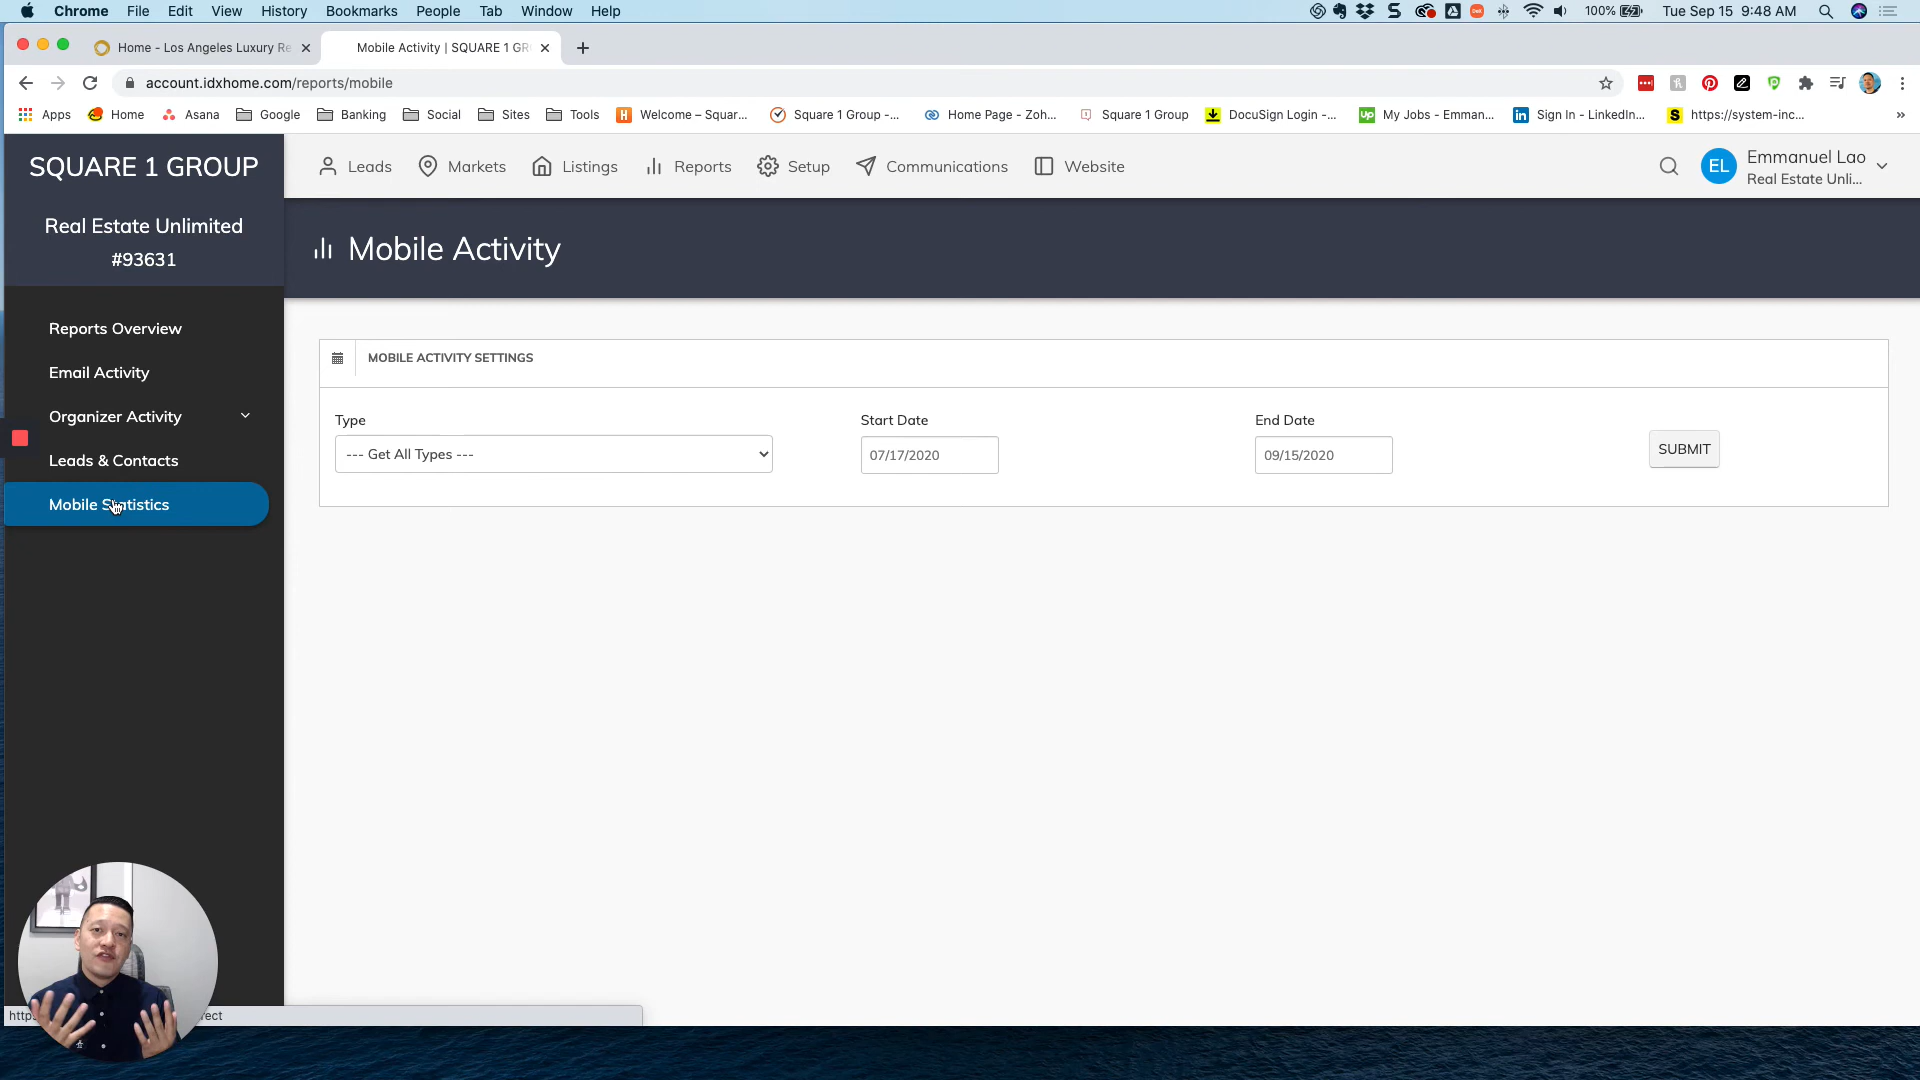 Chrome File Edit View History Bookmarks People Tab Window Help 100% Tue Sep 15 9:48 AM
Home - Los Angeles Luxury Re Mobile Activity | SQUARE 1 GR
account.idxhome.com/reports/mobile
Apps Home Asana Google Banking Social Sites Tools Welcome – Squar... Square 1 Group -... Home Page - Zoh... Square 1 Group DocuSign Login -... My Jobs - Emman... Sign In - LinkedIn... https://system-inc... »
SQUARE 1 GROUP
Leads Markets Listings Reports Setup Communications Website
EL Emmanuel Lao
Real Estate Unli...
Real Estate Unlimited
#93631
Mobile Activity
Reports Overview
Email Activity
Organizer Activity
Leads & Contacts
Mobile Statistics
MOBILE ACTIVITY SETTINGS
Type Start Date End Date
--- Get All Types --- 07/17/2020 09/15/2020 SUBMIT